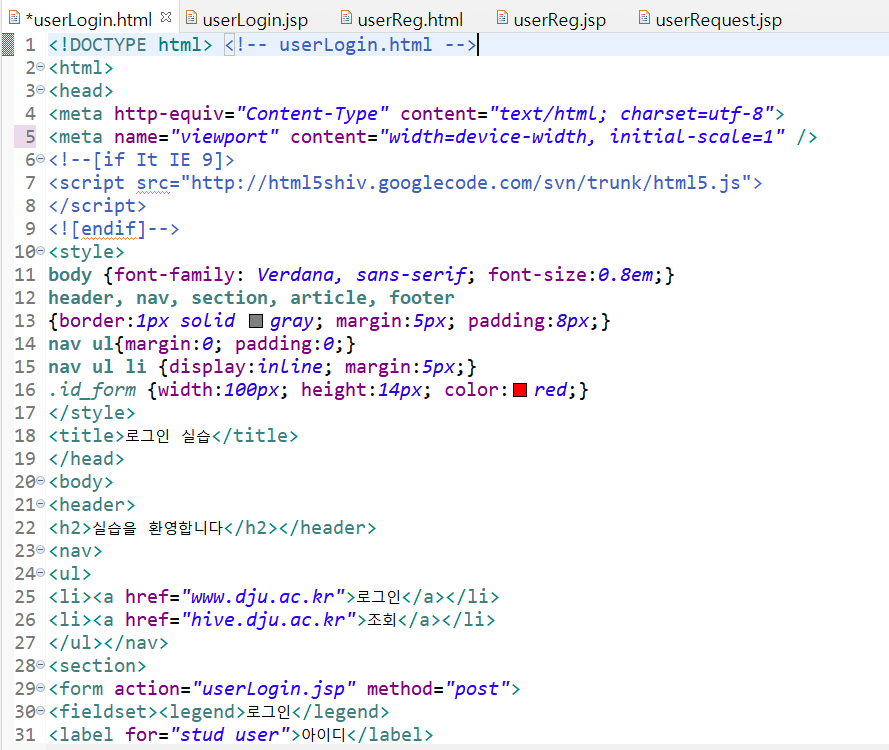 *userLogin.html userLogin.jsp userReg.html userReg.jsp userRequest.jsp
1 <!DOCTYPE html> <!-- userLogin.html -->
2 <html>
3 <head>
4 <meta http-equiv="Content-Type" content="text/html; charset=utf-8">
5 <meta name="viewport" content="width=device-width, initial-scale=1" />
6 <!--[if It IE 9]>
7 <script src="http://html5shiv.googlecode.com/svn/trunk/html5.js">
8 </script>
9 <![endif]-->
10 <style>
11 body {font-family: Verdana, sans-serif; font-size:0.8em;}
12 header, nav, section, article, footer
13 {border:1px solid gray; margin:5px; padding:8px;}
14 nav ul{margin:0; padding:0;}
15 nav ul li {display:inline; margin:5px;}
16 .id_form {width:100px; height:14px; color:red;}
17 </style>
18 <title>로그인 실습</title>
19 </head>
20 <body>
21 <header>
22 <h2>실습을 환영합니다</h2></header>
23 <nav>
24 <ul>
25 <li><a href="www.dju.ac.kr">로그인</a></li>
26 <li><a href="hive.dju.ac.kr">조회</a></li>
27 </ul></nav>
28 <section>
29 <form action="userLogin.jsp" method="post">
30 <fieldset><legend>로그인</legend>
31 <label for="stud_user">아이디</label>